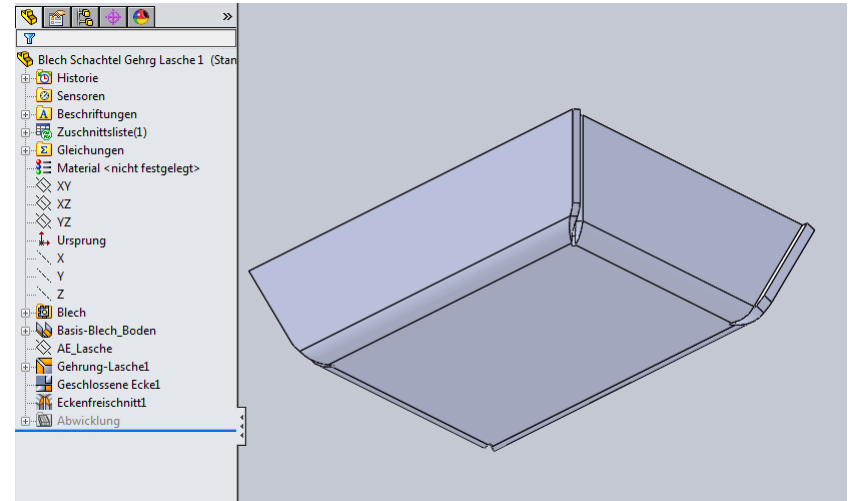 »
Blech Schachtel Gehrg Lasche 1 (Stan
Historie
Sensoren
A Beschriftungen
Zuschnittsliste(1)
Σ Gleichungen
Material <nicht festgelegt>
XY
XZ
YZ
Ursprung
X
Y
Z
Blech
Basis-Blech_Boden
AE_Lasche
Gehrung-Lasche1
Geschlossene Ecke1
Eckenfreischnitt1
Abwicklung